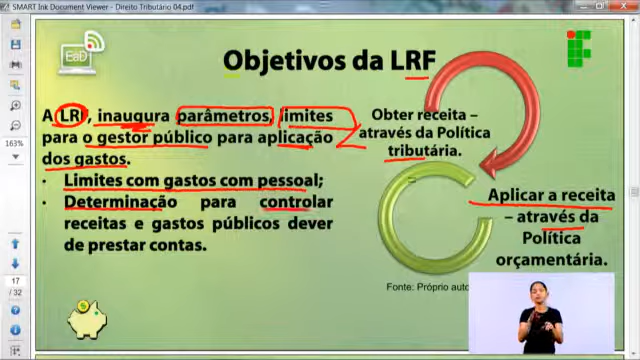 SMART Ink Document Viewer - Direito Tributário 04.pdf
EaD
Objetivos da LRF
A LRF, inaugura parâmetros, limites
para o gestor público para aplicação
dos gastos.
· Limites com gastos com pessoal;
· Determinação para controlar
receitas e gastos públicos dever
de prestar contas.
Obter receita –
através da Política
tributária.
Aplicar a receita
– através da
Política
orçamentária.
Fonte: Próprio auto
163%
17
/ 32